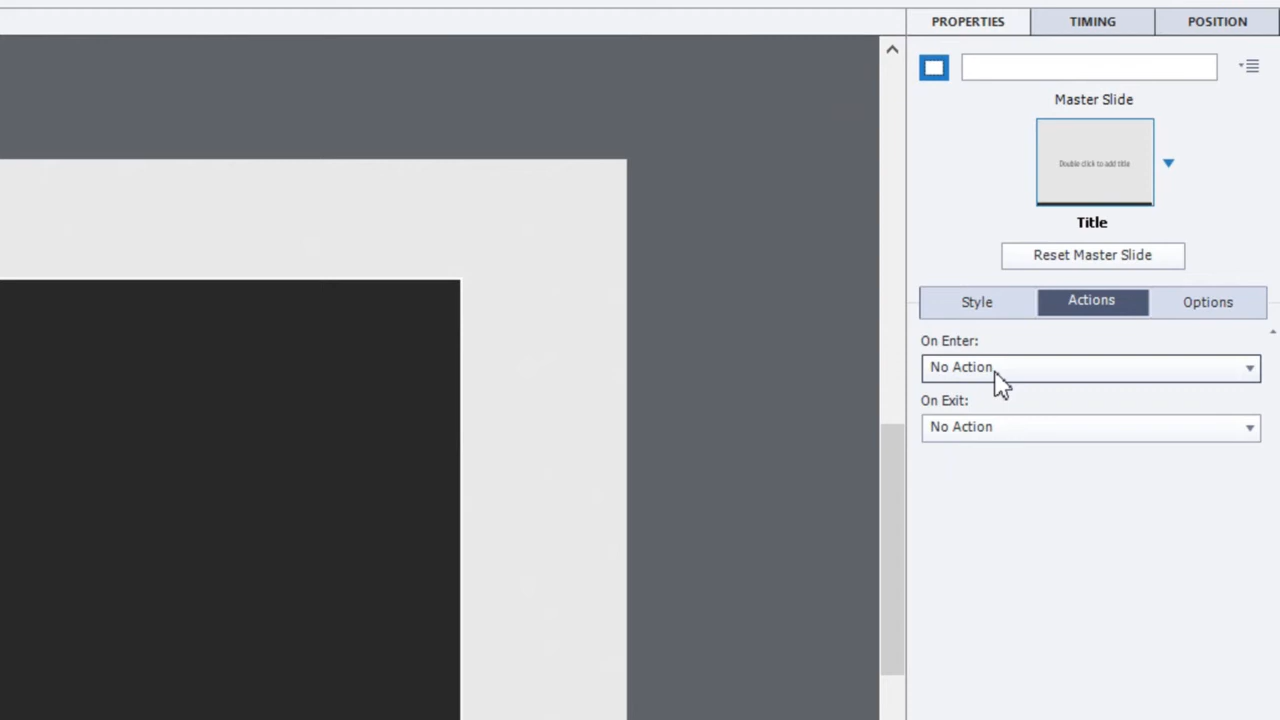 PROPERTIES TIMING POSITION
Master Slide
Double click to add title
Title
Reset Master Slide
Style Actions Options
On Enter:
No Action
On Exit:
No Action